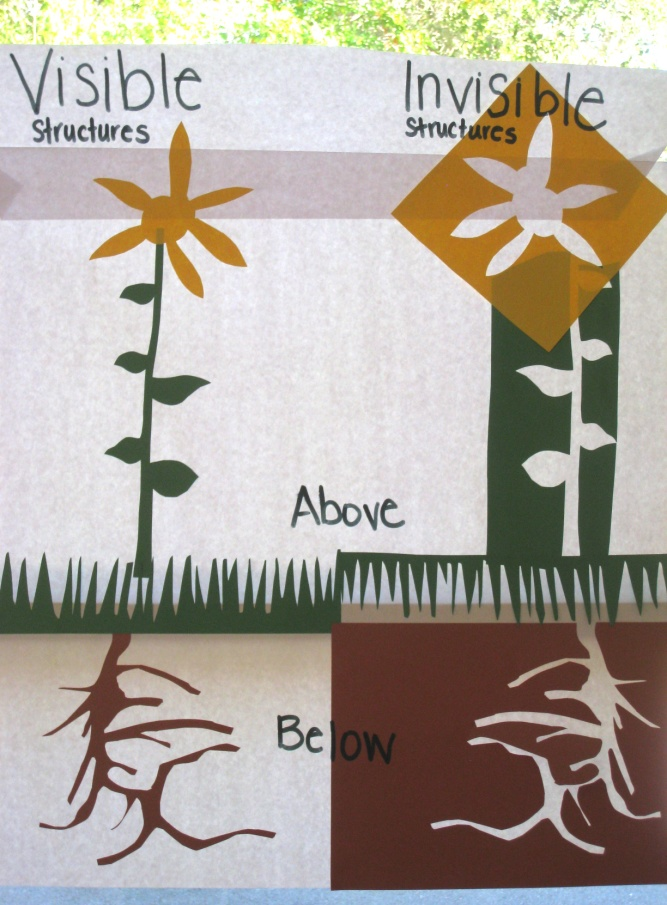 Visible
Structures
Invisible
Structures
Above
Below